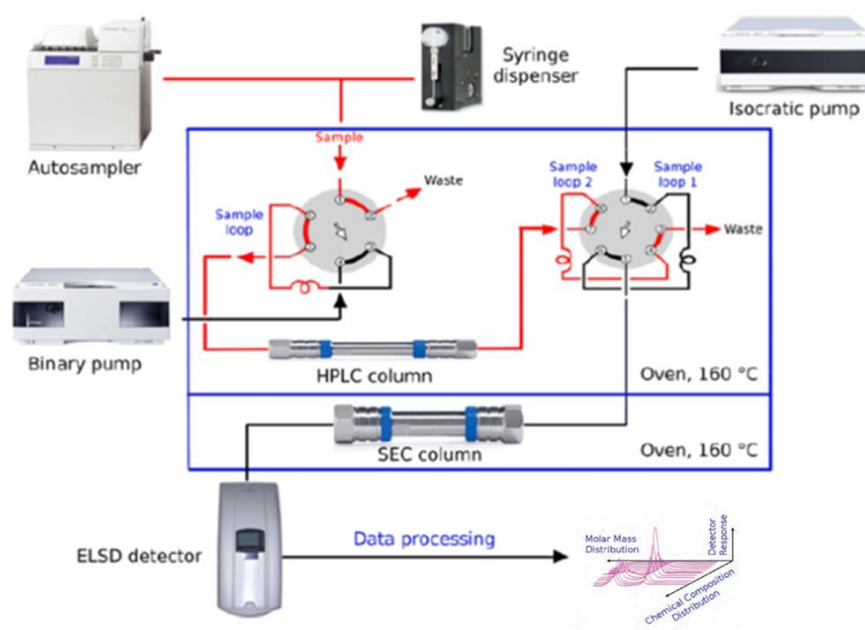 Syringe
dispenser
Isocratic pump
Autosampler
Sample
Waste
Sample
loop
Sample
loop 2
Sample
loop 1
Waste
Binary pump
HPLC column
Oven, 160 °C
SEC column
Oven, 160 °C
ELSD detector
Data processing
Molar Mass
Distribution
Detector
Response
Chemical Composition
Distribution